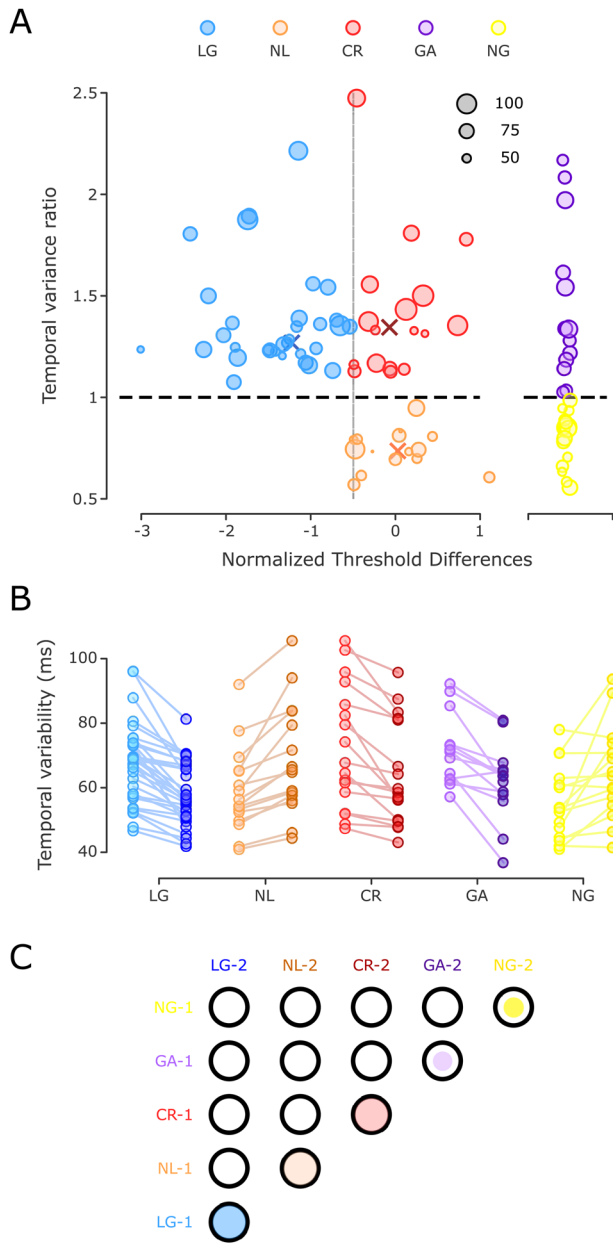 A
LG NL CR GA NG
2.5
100
75
50
2
1.5
1
0.5
Temporal variance ratio
-3 -2 -1 0 1
Normalized Threshold Differences
B
100
80
60
40
Temporal variability (ms)
LG NL CR GA NG
C
LG-2 NL-2 CR-2 GA-2 NG-2
NG-1
GA-1
CR-1
NL-1
LG-1